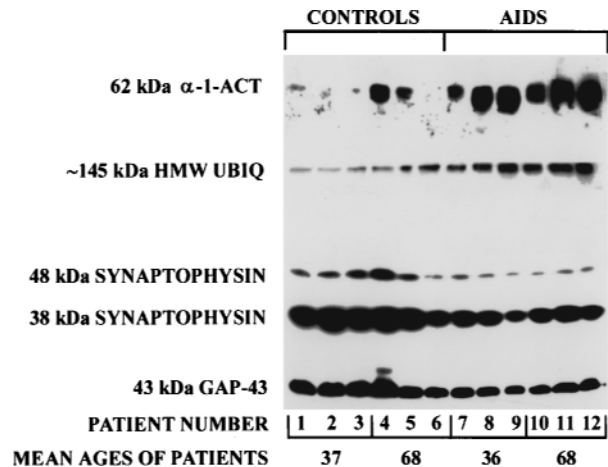 CONTROLS AIDS
62 kDa α-1-ACT
~145 kDa HMW UBIQ
48 kDa SYNAPTOPHYSIN
38 kDa SYNAPTOPHYSIN
43 kDa GAP-43
PATIENT NUMBER 1 2 3 4 5 6 7 8 9 10 11 12
MEAN AGES OF PATIENTS 37 68 36 68